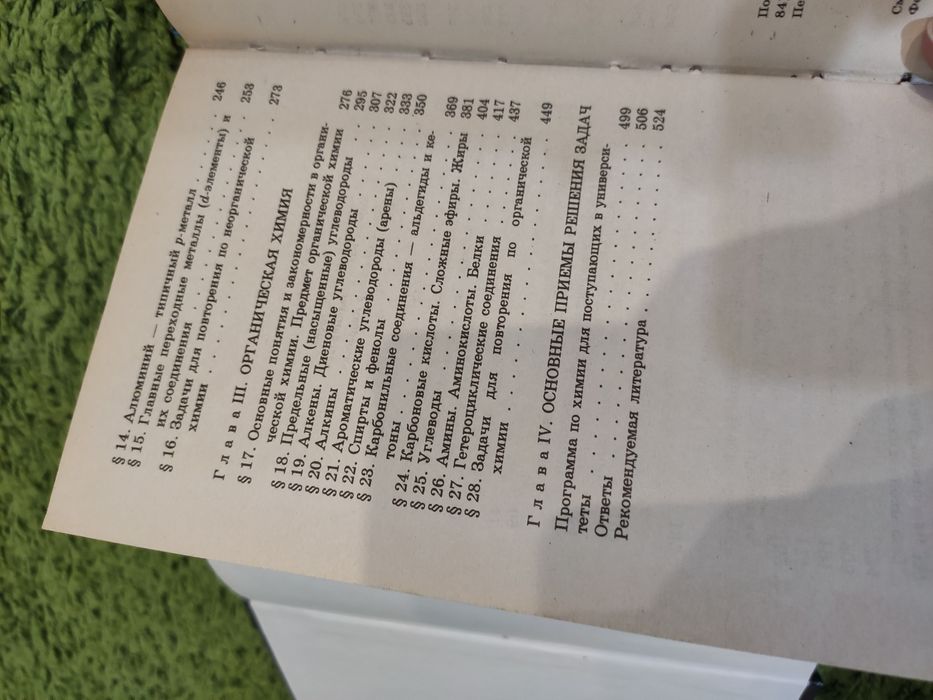 § 14. Алюминий — типичный p-металл . . . . . . 246
§ 15. Главные переходные металлы (d-элементы) и
их соединения . . . . . . . . . . . . 253
§ 16. Задачи для повторения по неорганической
химии . . . . . . . . . . . . . . 273
Глава III. ОРГАНИЧЕСКАЯ ХИМИЯ
§ 17. Основные понятия и закономерности в органи-
ческой химии. Предмет органической химии 276
§ 18. Предельные (насыщенные) углеводороды . . 295
§ 19. Алкены. Диеновые углеводороды . . . . . 307
§ 20. Алкины . . . . . . . . . . . . . . 322
§ 21. Ароматические углеводороды (арены) . . . . 333
§ 22. Спирты и фенолы . . . . . . . . . . . 350
§ 23. Карбонильные соединения — альдегиды и ке-
тоны . . . . . . . . . . . . . . . 369
§ 24. Карбоновые кислоты. Сложные эфиры. Жиры 381
§ 25. Углеводы . . . . . . . . . . . . . 404
§ 26. Амины. Аминокислоты. Белки . . . . . . 417
§ 27. Гетероциклические соединения . . . . . . 437
§ 28. Задачи для повторения по органической
химии . . . . . . . . . . . . . . 449
Глава IV. ОСНОВНЫЕ ПРИЕМЫ РЕШЕНИЯ ЗАДАЧ
Программа по химии для поступающих в универси-
теты . . . . . . . . . . . . . . . . 499
Ответы . . . . . . . . . . . . . . . . 506
Рекомендуемая литература . . . . . . . . . . 524
По
84
Пе